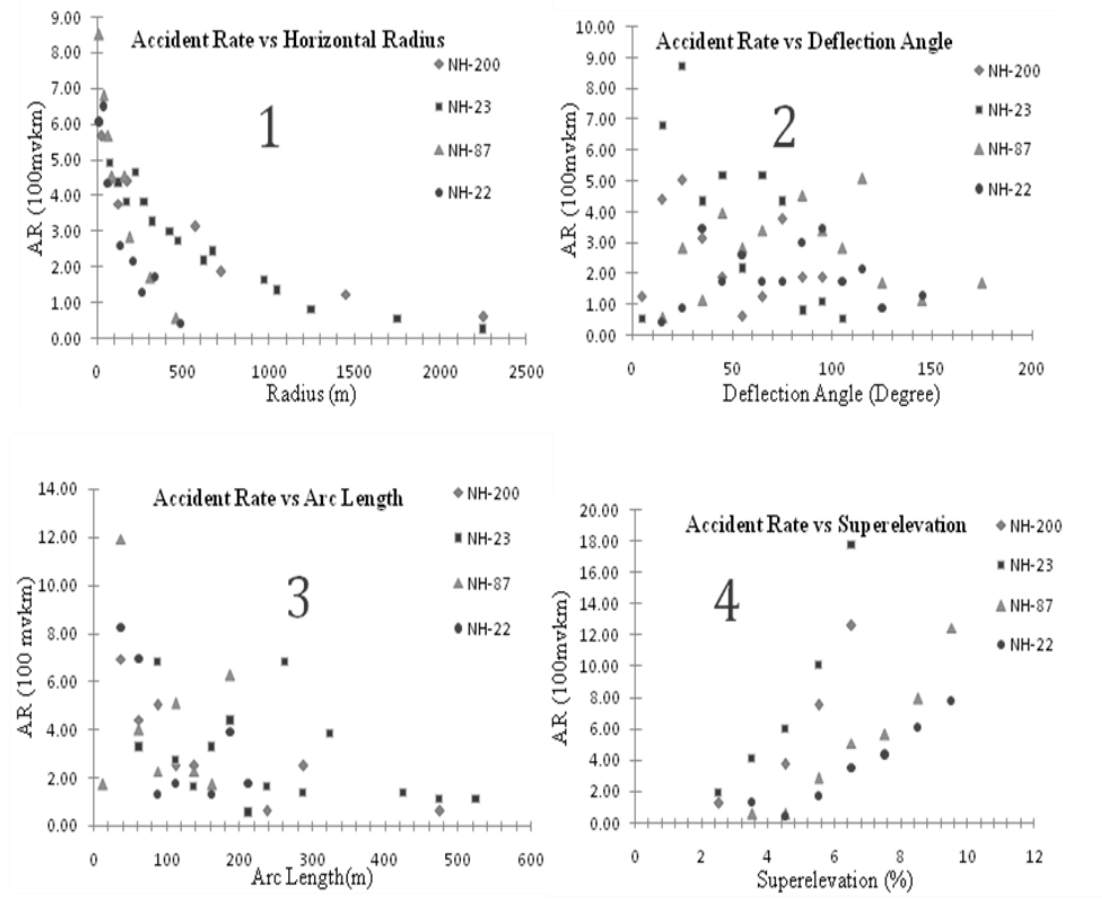 Accident Rate vs Horizontal Radius
1
AR (100mvkm)
9.00
8.00
7.00
6.00
5.00
4.00
3.00
2.00
1.00
0.00
0 500 1000 1500 2000 2500
Radius (m)
NH-200
NH-23
NH-87
NH-22
Accident Rate vs Deflection Angle
2
AR (100mvkm)
10.00
9.00
8.00
7.00
6.00
5.00
4.00
3.00
2.00
1.00
0.00
0 50 100 150 200
Deflection Angle (Degree)
NH-200
NH-23
NH-87
NH-22
Accident Rate vs Arc Length
3
AR (100 mvkm)
14.00
12.00
10.00
8.00
6.00
4.00
2.00
0.00
0 100 200 300 400 500 600
Arc Length(m)
NH-200
NH-23
NH-87
NH-22
Accident Rate vs Superelevation
4
AR (100mvkm)
20.00
18.00
16.00
14.00
12.00
10.00
8.00
6.00
4.00
2.00
0.00
0 2 4 6 8 10 12
Superelevation (%)
NH-200
NH-23
NH-87
NH-22